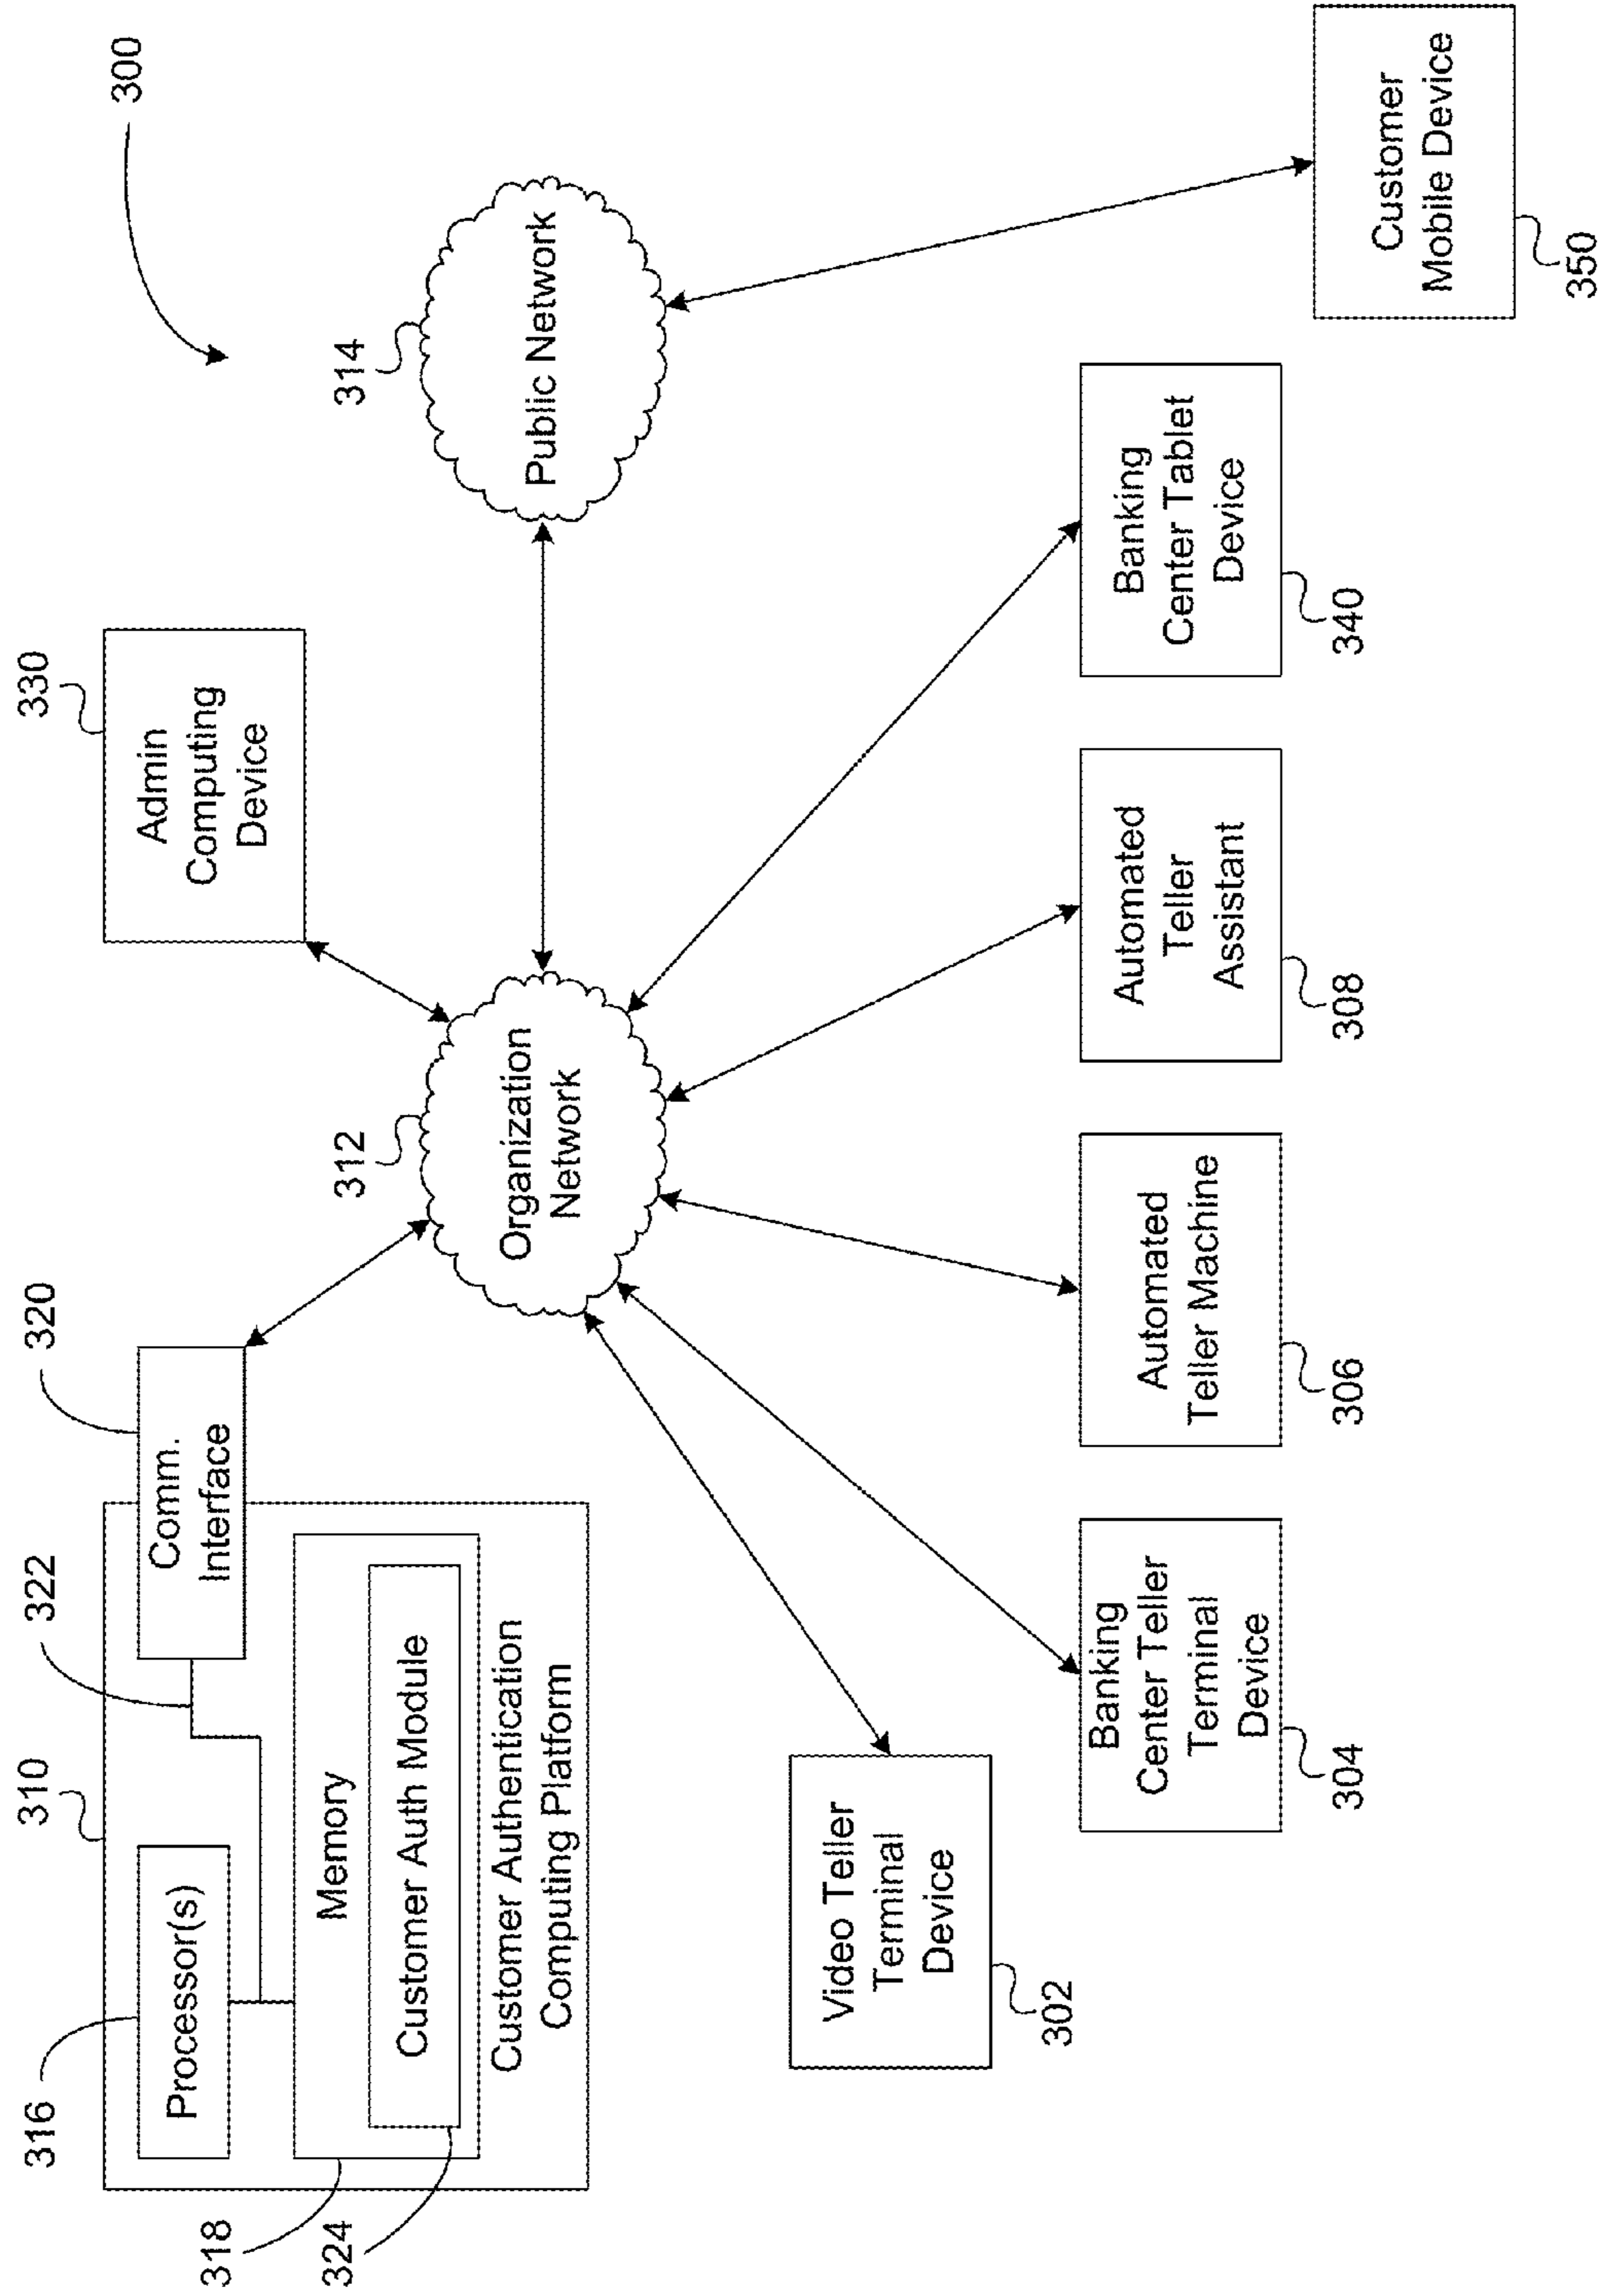 300
310
322
320
316
Processor(s)
Comm.
Interface
318
Memory
324
Customer Auth Module
Customer Authentication
Computing Platform
330
Admin
Computing
Device
312
Organization
Network
314
Public Network
Video Teller
Terminal
Device
302
Banking
Center Teller
Terminal
Device
304
Automated
Teller Machine
306
Automated
Teller
Assistant
308
Banking
Center Tablet
Device
340
Customer
Mobile Device
350